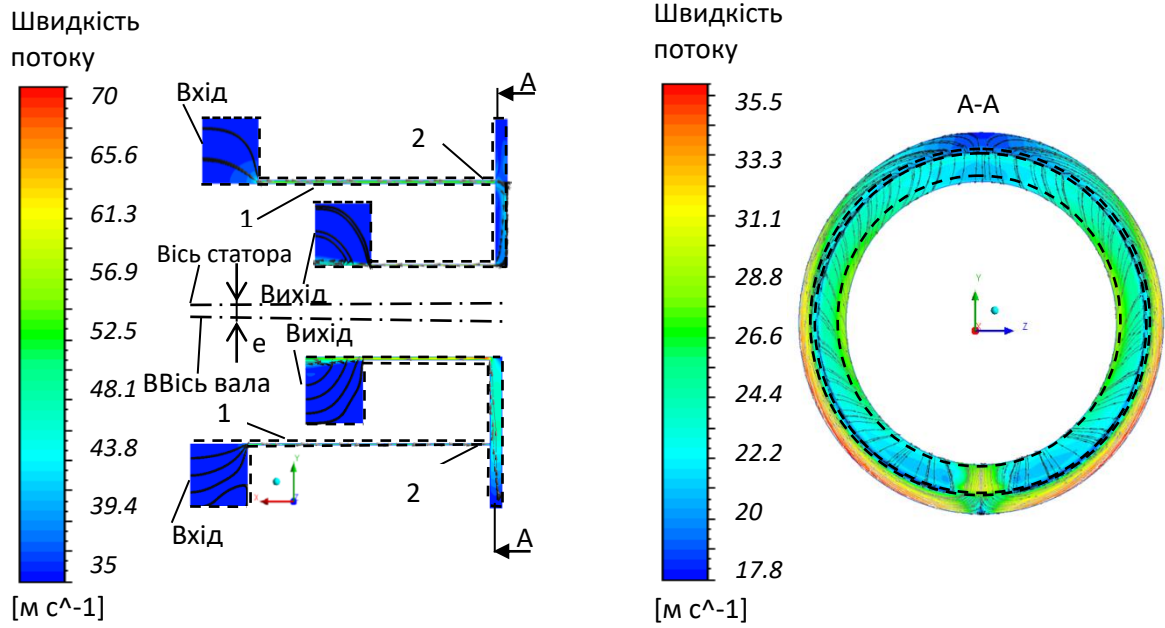 Швидкість
потоку
70
65.6
61.3
56.9
52.5
48.1
43.8
39.4
35
[м с^-1]
Вхід
A
2
1
Вісь статора
Вихід
Вихід
e
ВВісь вала
1
2
Вхід
A
X
Y
Z
Швидкість
потоку
35.5
33.3
31.1
28.8
26.6
24.4
22.2
20
17.8
[м с^-1]
A-A
Y
X
Z